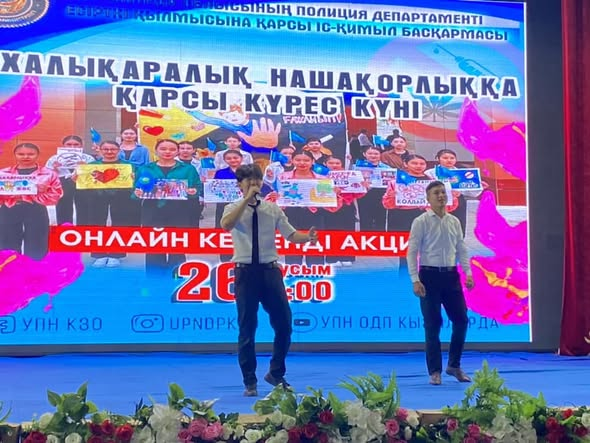 ПОЛИЦИЯ ДЕПАРТАМЕНТІ
ҚЫЛМЫСЫНА ҚАРСЫ ІС-ҚИМЫЛ БАСҚАРМАСЫ
ХАЛЫҚАРАЛЫҚ НАШАҚОРЛЫҚҚА
ҚАРСЫ КҮРЕС КҮНІ
ОНЛАЙН
26
:00
УПН КЗО
UPNDPK
УПН ОДП